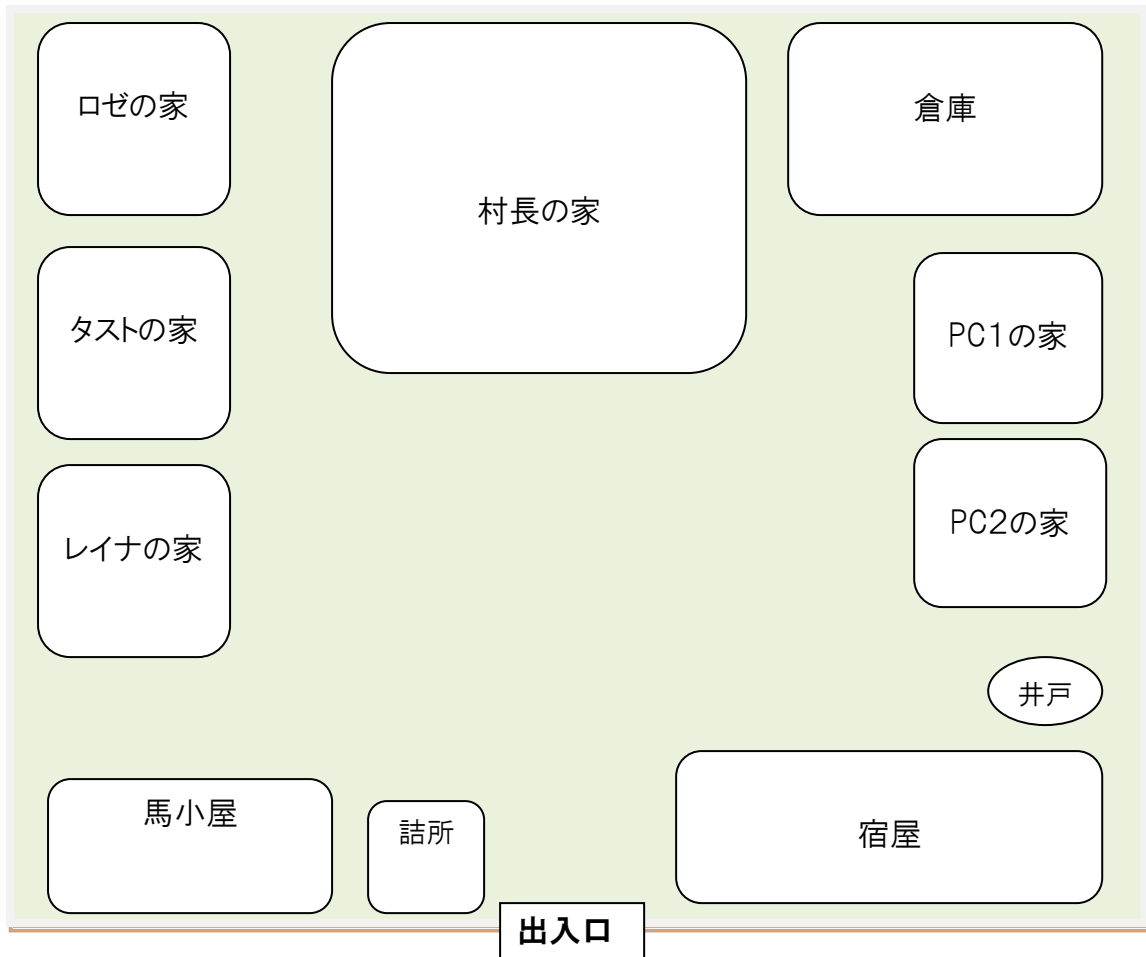 ロゼの家
村長の家
倉庫
タストの家
PC1の家
レイナの家
PC2の家
井戸
馬小屋
詰所
宿屋
出入口